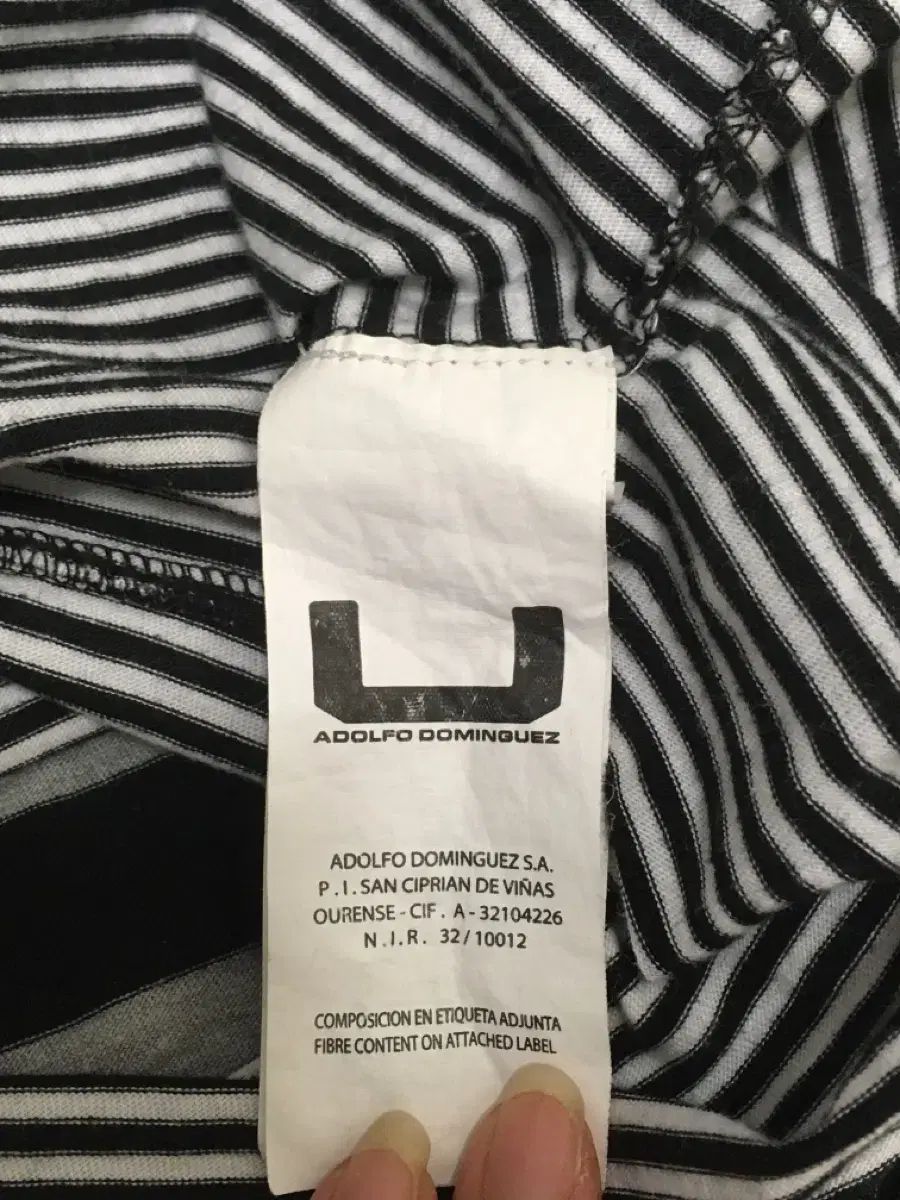 ADOLFO DOMINGUEZ
ADOLFO DOMINGUEZ S.A.
P.I. SAN CIPRIAN DE VIÑAS
OURENSE - CIF. A - 32104226
N.I.R. 32/10012
COMPOSICION EN ETIQUETA ADJUNTA
FIBRE CONTENT ON ATTACHED LABEL